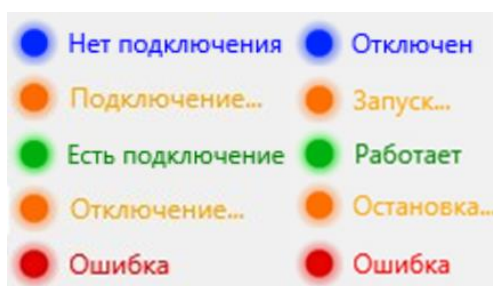 Нет подключения Отключен
Подключение... Запуск...
Есть подключение Работает
Отключение... Остановка...
Ошибка Ошибка